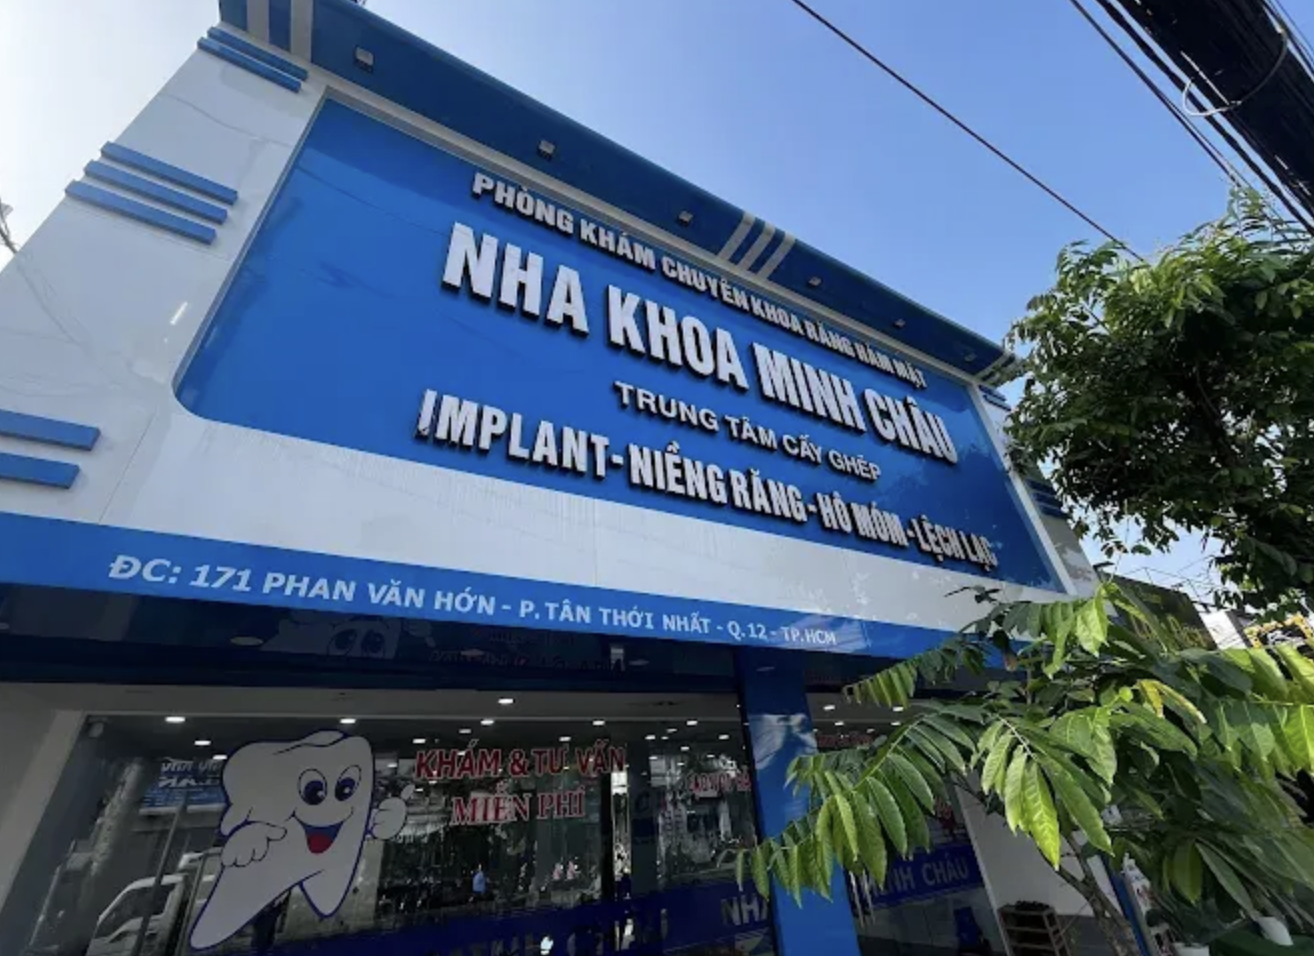 PHÒNG KHÁM CHUYÊN KHOA RĂNG HÀM MẶT
NHA KHOA MINH CHÂU
TRUNG TÂM CẤY GHÉP
IMPLANT-NIỀNG RĂNG-HÔ MÓM-LỆCH LẠC
ĐC: 171 PHAN VĂN HỚN - P.TÂN THỚI NHẤT - Q.12 - TP.HCM
KHÁM & TƯ VẤN
MIỄN PHÍ
MINH CHÂU
NHA